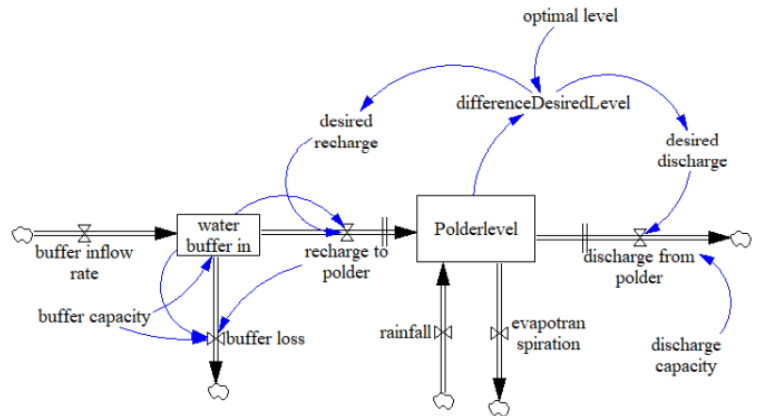 optimal level
differenceDesiredLevel
desired
recharge
desired
discharge
water
buffer in
Polderlevel
buffer inflow
rate
recharge to
polder
discharge from
polder
buffer capacity
buffer loss
rainfall
evapotran
spiration
discharge
capacity